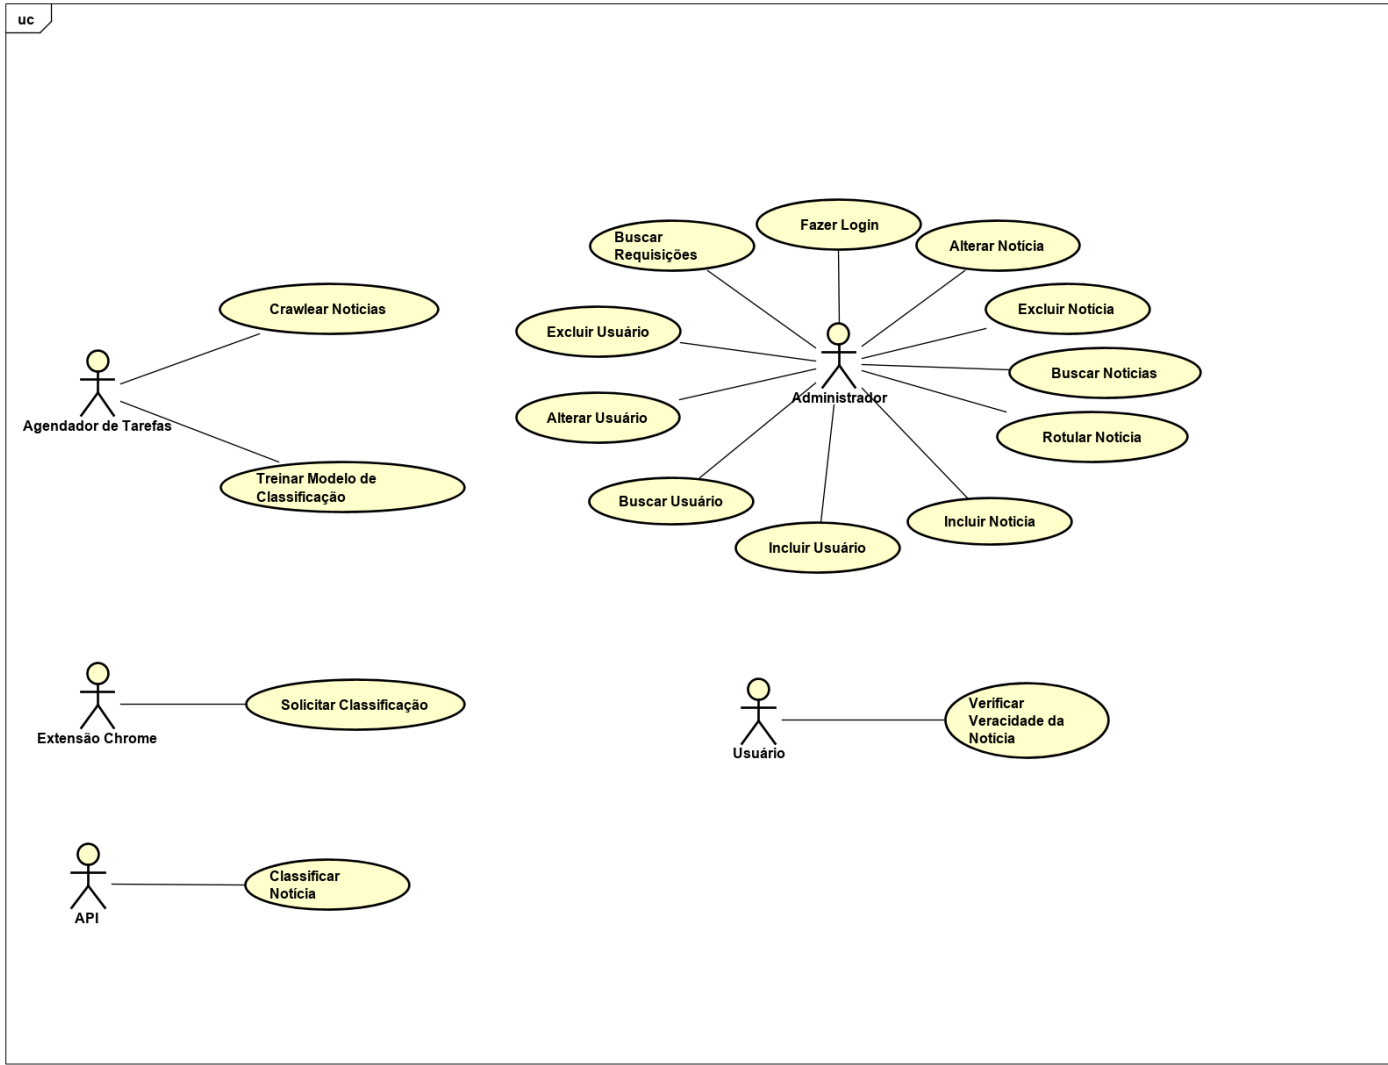 uc
Fazer Login
Buscar
Requisições
Alterar Notícia
Crawlear Noticias
Excluir Notícia
Excluir Usuário
Buscar Noticias
Administrador
Alterar Usuário
Agendador de Tarefas
Rotular Noticia
Treinar Modelo de
Classificação
Buscar Usuário
Incluir Noticia
Incluir Usuário
Solicitar Classificação
Extensão Chrome
Verificar
Veracidade da
Notícia
Usuário
Classificar
Notícia
API